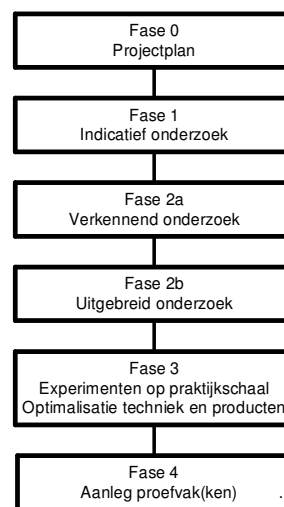 Fase 0
Projectplan
Fase 1
Indicatief onderzoek
Fase 2a
Verkennend onderzoek
Fase 2b
Uitgebreid onderzoek
Fase 3
Experimenten op praktijkschaal
Optimalisatie techniek en producten
Fase 4
Aanleg proefvak(ken) .